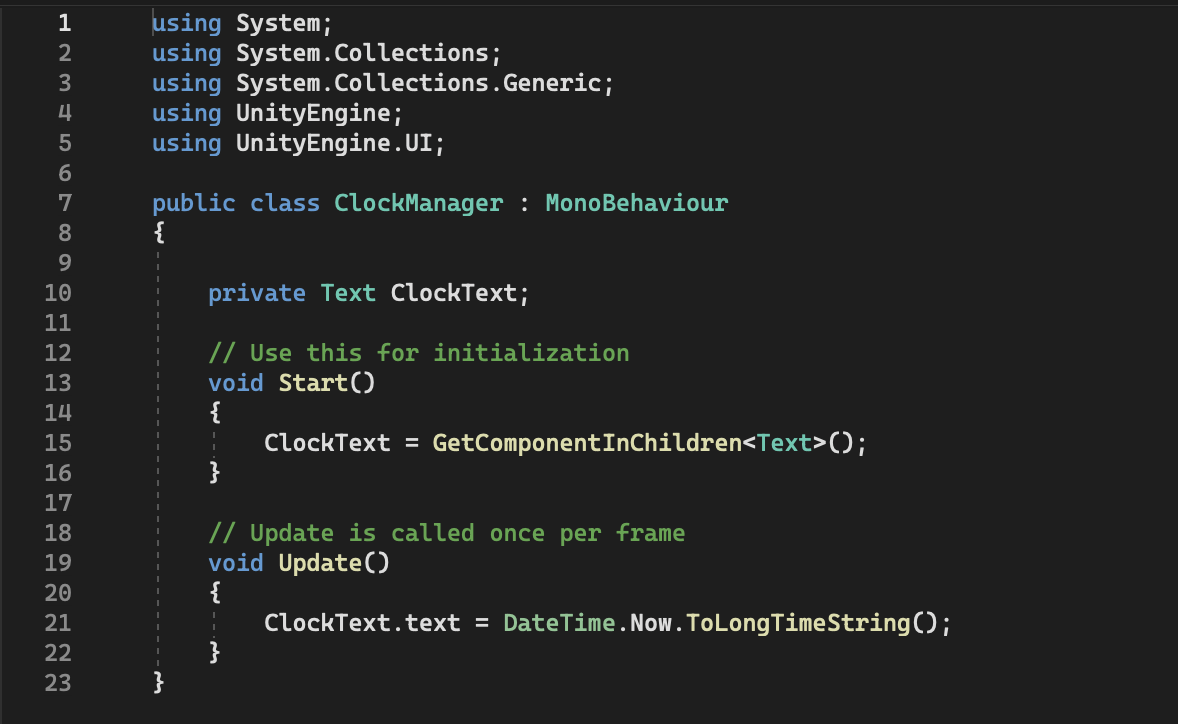 1 using System;
2 using System.Collections;
3 using System.Collections.Generic;
4 using UnityEngine;
5 using UnityEngine.UI;
6
7 public class ClockManager : MonoBehaviour
8 {
9
10     private Text ClockText;
11
12     // Use this for initialization
13     void Start()
14     {
15         ClockText = GetComponentInChildren<Text>();
16     }
17
18     // Update is called once per frame
19     void Update()
20     {
21         ClockText.text = DateTime.Now.ToLongTimeString();
22     }
23 }